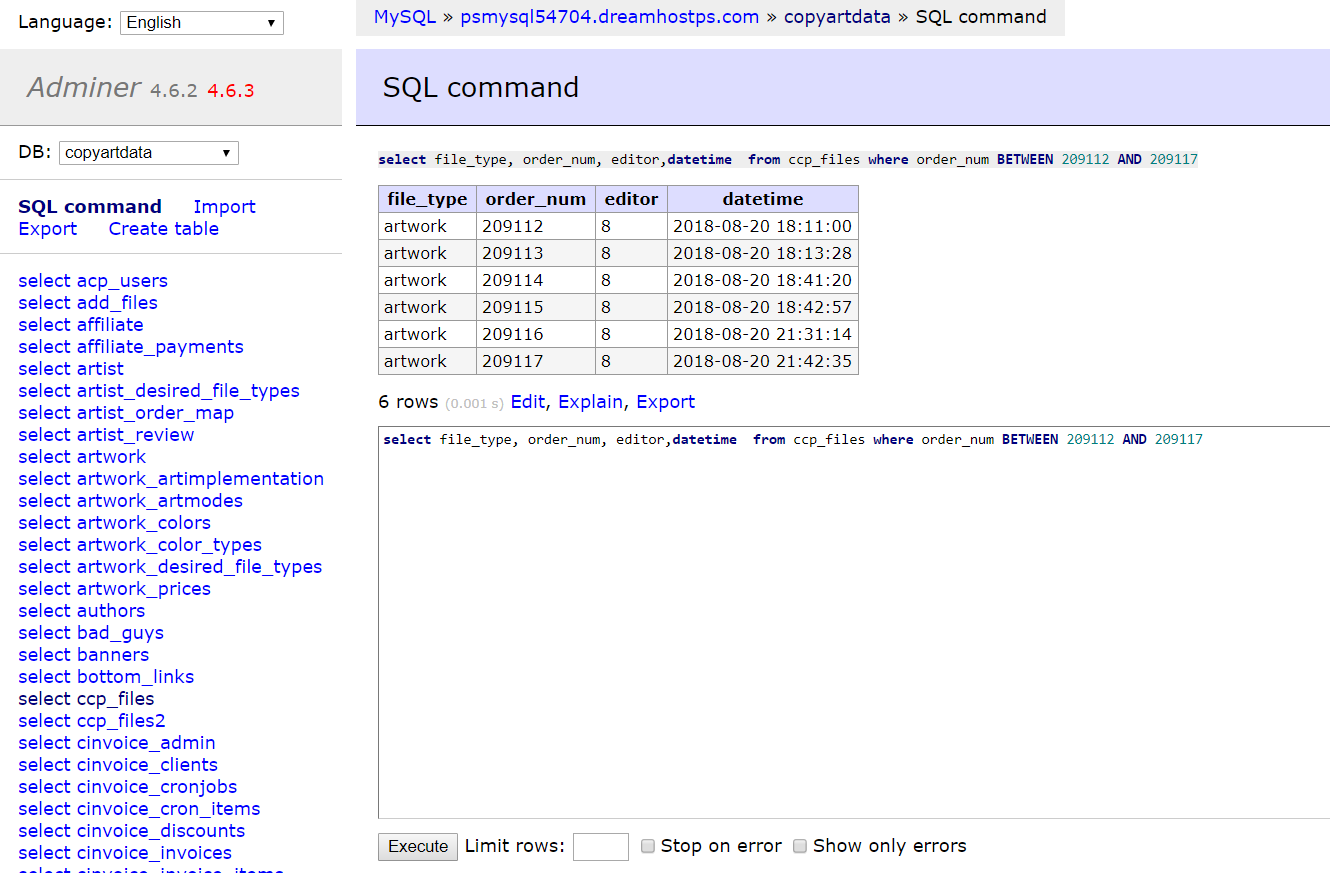 Language: English
MySQL » psmysql54704.dreamhostps.com » copyartdata » SQL command
Adminer 4.6.2 4.6.3
SQL command
DB: copyartdata
SQL command Import
Export Create table
select acp_users
select add_files
select affiliate
select affiliate_payments
select artist
select artist_desired_file_types
select artist_order_map
select artist_review
select artwork
select artwork_artimplementation
select artwork_artmodes
select artwork_colors
select artwork_color_types
select artwork_desired_file_types
select artwork_prices
select authors
select bad_guys
select banners
select bottom_links
select ccp_files
select ccp_files2
select cinvoice_admin
select cinvoice_clients
select cinvoice_cronjobs
select cinvoice_cron_items
select cinvoice_discounts
select cinvoice_invoices
select cinvoice_invoice_items
select file_type, order_num, editor,datetime  from ccp_files where order_num BETWEEN 209112 AND 209117
file_type order_num editor datetime
artwork 209112 8 2018-08-20 18:11:00
artwork 209113 8 2018-08-20 18:13:28
artwork 209114 8 2018-08-20 18:41:20
artwork 209115 8 2018-08-20 18:42:57
artwork 209116 8 2018-08-20 21:31:14
artwork 209117 8 2018-08-20 21:42:35
6 rows (0.001 s) Edit, Explain, Export
select file_type, order_num, editor,datetime  from ccp_files where order_num BETWEEN 209112 AND 209117
Execute Limit rows: Stop on error Show only errors